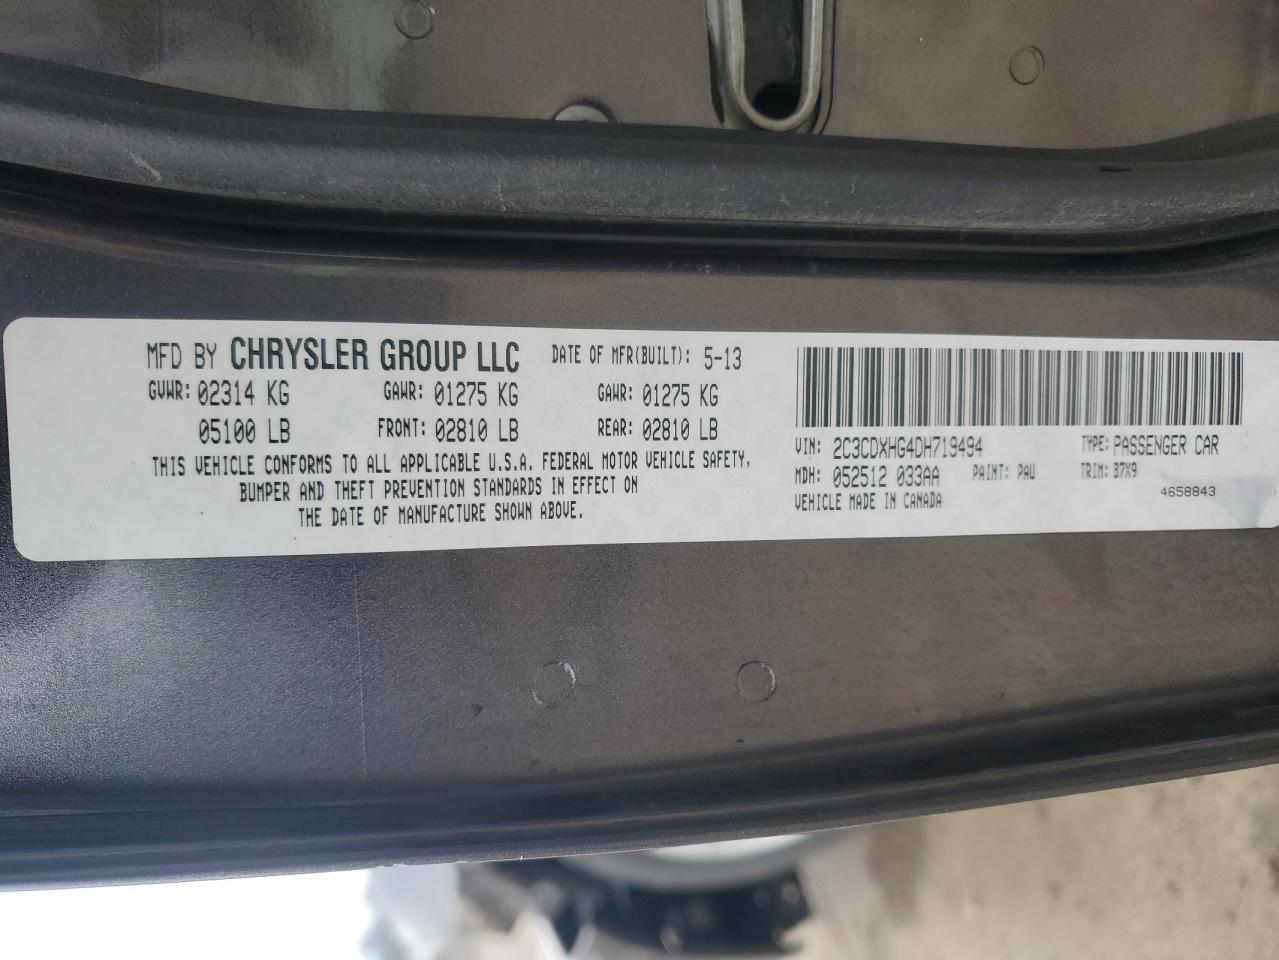 MFD BY CHRYSLER GROUP LLC DATE OF MFR(BUILT): 5-13
GVWR: 02314 KG GAWR: 01275 KG GAWR: 01275 KG
05100 LB FRONT: 02810 LB REAR: 02810 LB
THIS VEHICLE CONFORMS TO ALL APPLICABLE U.S.A. FEDERAL MOTOR VEHICLE SAFETY,
BUMPER AND THEFT PREVENTION STANDARDS IN EFFECT ON
THE DATE OF MANUFACTURE SHOWN ABOVE.
VIN: 2C3CDXHG4DH719494 TYPE: PASSENGER CAR
MDH: 052512 033AA PAINT: PAU TRIM: B7X9
VEHICLE MADE IN CANADA 4658843